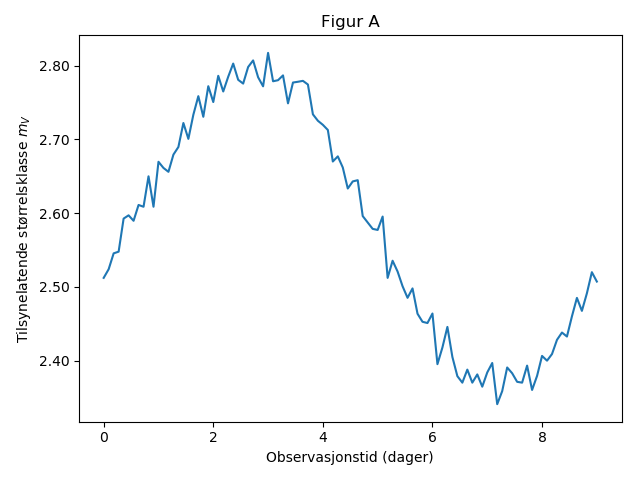 Figur A
Tilsynelatende størrelsklasse $m_V$
2.80
2.70
2.60
2.50
2.40
0 2 4 6 8
Observasjonstid (dager)